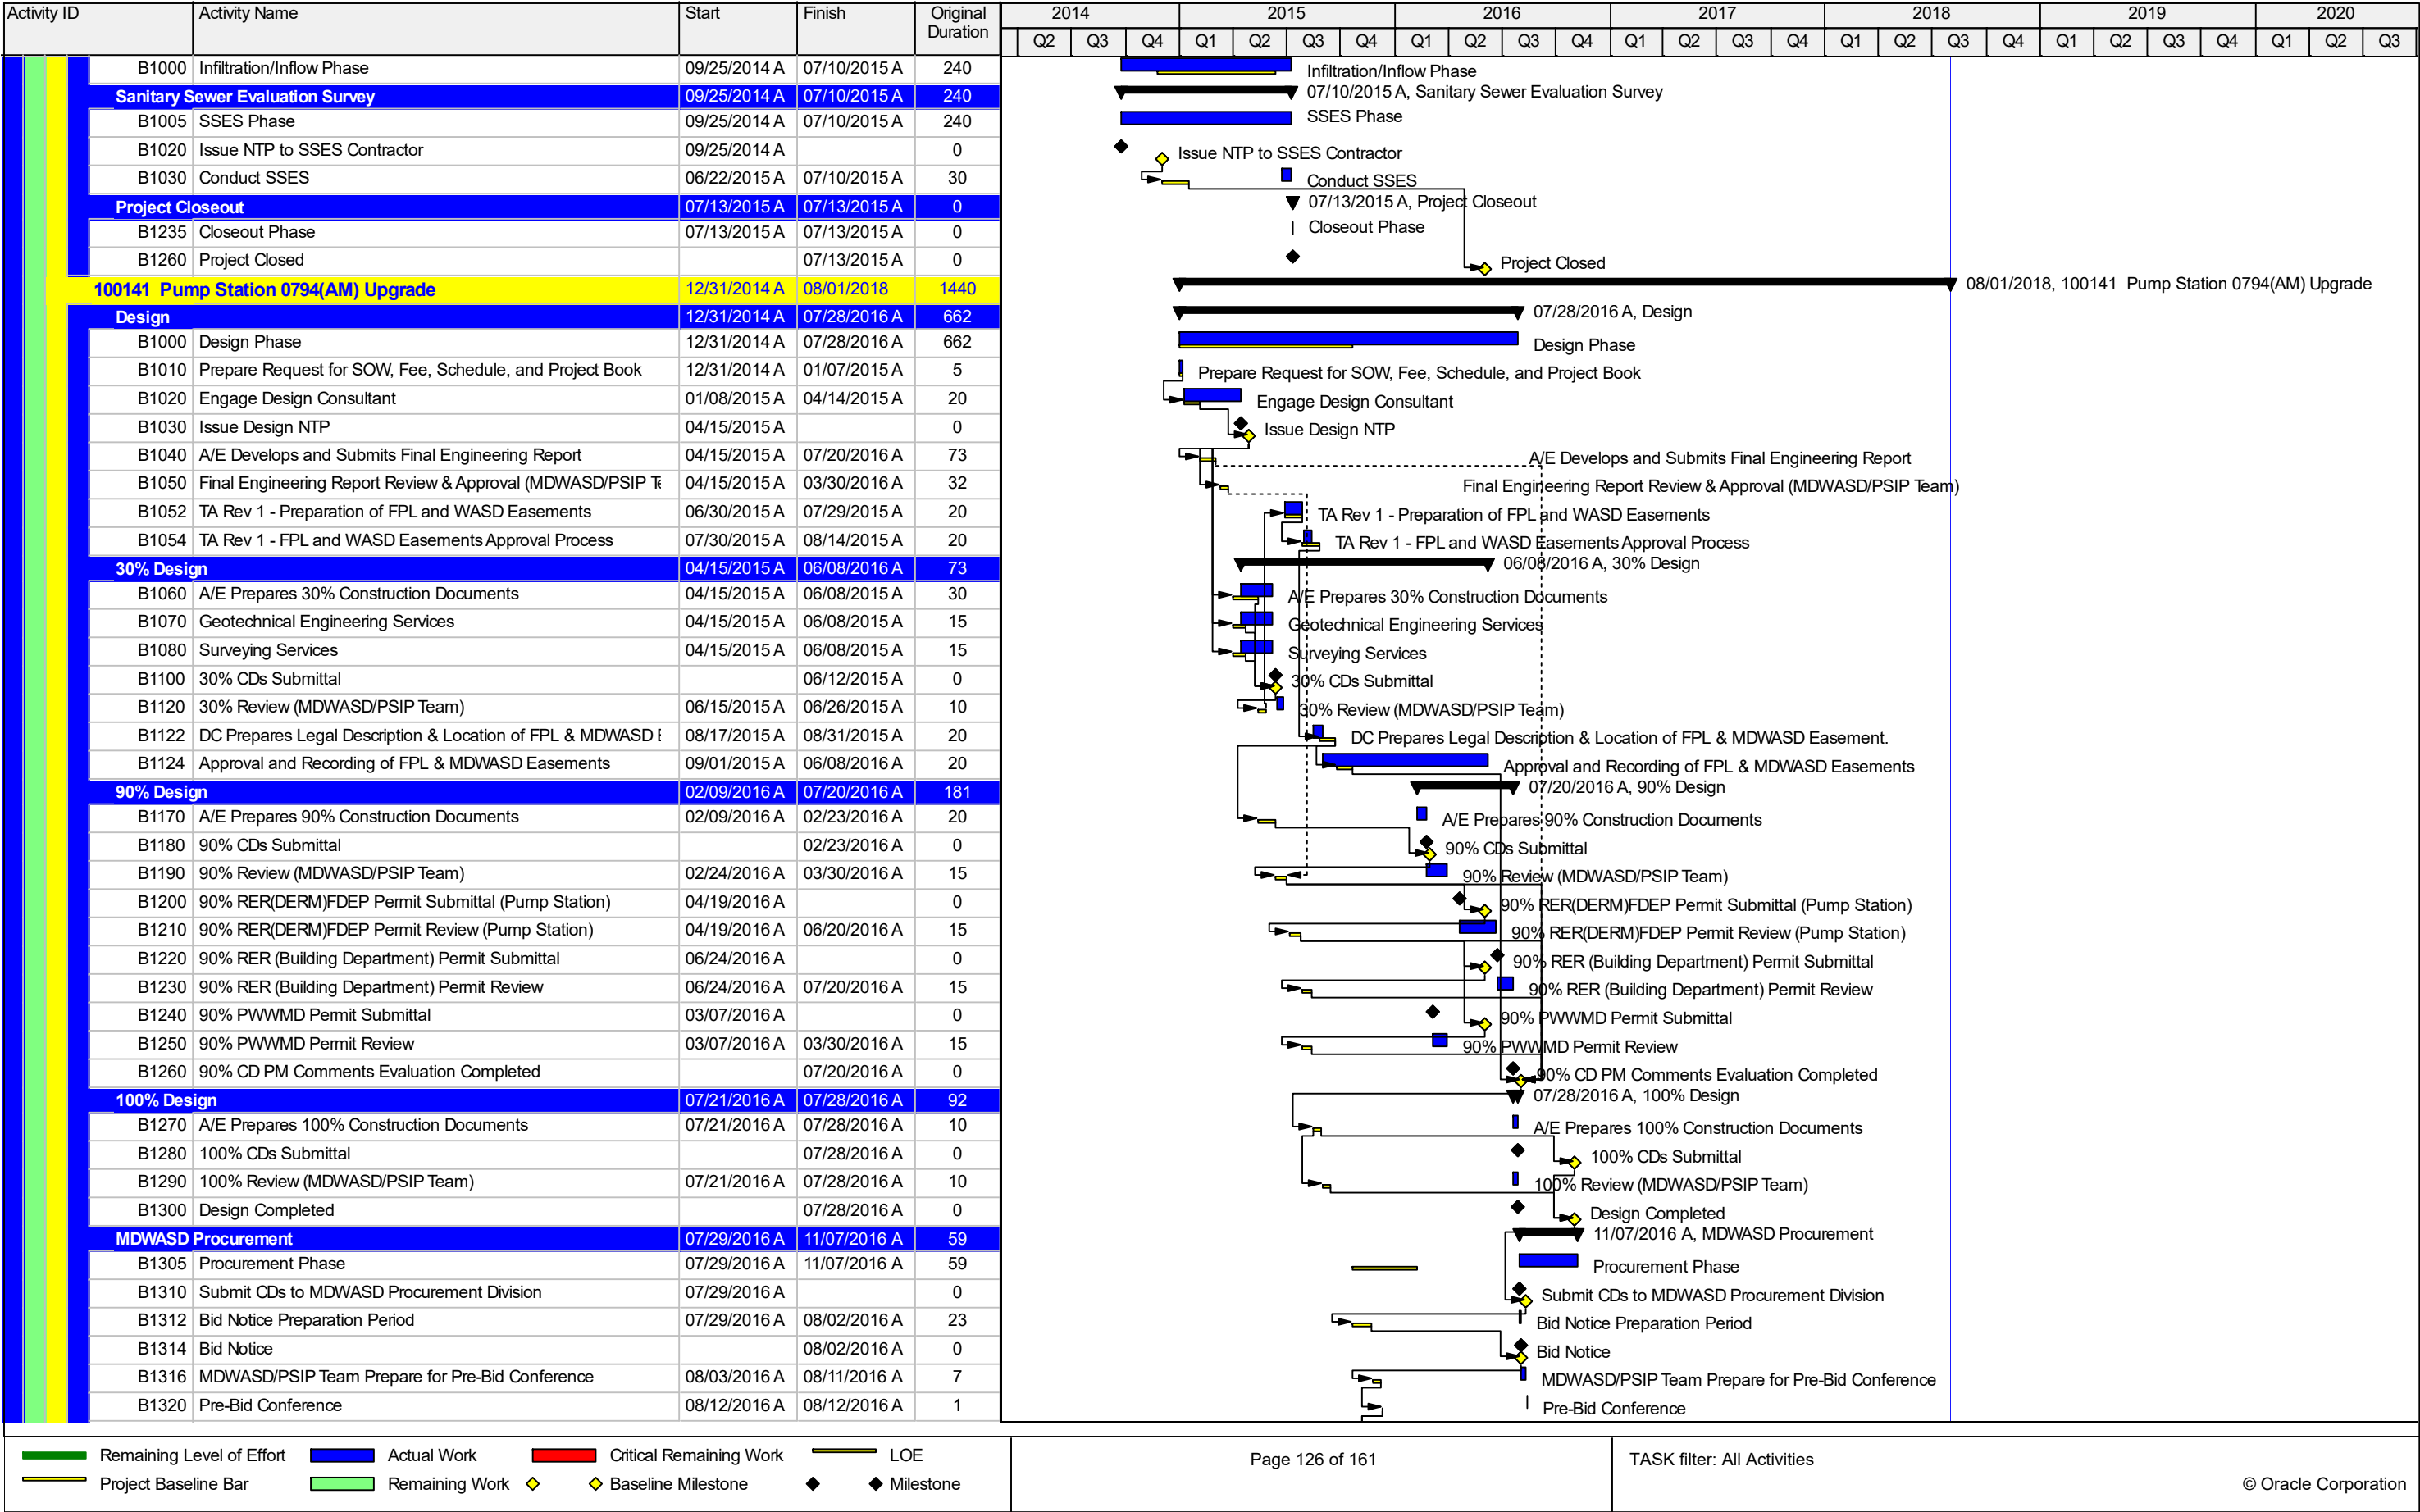 Activity ID Activity Name Start Finish Original Duration 2014 2015 2016 2017 2018 2019 2020
Q2 Q3 Q4 Q1 Q2 Q3 Q4 Q1 Q2 Q3 Q4 Q1 Q2 Q3 Q4 Q1 Q2 Q3 Q4 Q1 Q2 Q3 Q4 Q1 Q2 Q3
B1000 Infiltration/Inflow Phase 09/25/2014 A 07/10/2015 A 240 Infiltration/Inflow Phase
Sanitary Sewer Evaluation Survey 09/25/2014 A 07/10/2015 A 240 07/10/2015 A, Sanitary Sewer Evaluation Survey
B1005 SSES Phase 09/25/2014 A 07/10/2015 A 240 SSES Phase
B1020 Issue NTP to SSES Contractor 09/25/2014 A 0 Issue NTP to SSES Contractor
B1030 Conduct SSES 06/22/2015 A 07/10/2015 A 30 Conduct SSES
Project Closeout 07/13/2015 A 07/13/2015 A 0 07/13/2015 A, Project Closeout
B1235 Closeout Phase 07/13/2015 A 07/13/2015 A 0 Closeout Phase
B1260 Project Closed 07/13/2015 A 0 Project Closed
100141 Pump Station 0794(AM) Upgrade 12/31/2014 A 08/01/2018 1440 08/01/2018, 100141 Pump Station 0794(AM) Upgrade
Design 12/31/2014 A 07/28/2016 A 662 07/28/2016 A, Design
B1000 Design Phase 12/31/2014 A 07/28/2016 A 662 Design Phase
B1010 Prepare Request for SOW, Fee, Schedule, and Project Book 12/31/2014 A 01/07/2015 A 5 Prepare Request for SOW, Fee, Schedule, and Project Book
B1020 Engage Design Consultant 01/08/2015 A 04/14/2015 A 20 Engage Design Consultant
B1030 Issue Design NTP 04/15/2015 A 0 Issue Design NTP
B1040 A/E Develops and Submits Final Engineering Report 04/15/2015 A 07/20/2016 A 73 A/E Develops and Submits Final Engineering Report
B1050 Final Engineering Report Review & Approval (MDWASD/PSIP Te 04/15/2015 A 03/30/2016 A 32 Final Engineering Report Review & Approval (MDWASD/PSIP Team)
B1052 TA Rev 1 - Preparation of FPL and WASD Easements 06/30/2015 A 07/29/2015 A 20 TA Rev 1 - Preparation of FPL and WASD Easements
B1054 TA Rev 1 - FPL and WASD Easements Approval Process 07/30/2015 A 08/14/2015 A 20 TA Rev 1 - FPL and WASD Easements Approval Process
30% Design 04/15/2015 A 06/08/2016 A 73 06/08/2016 A, 30% Design
B1060 A/E Prepares 30% Construction Documents 04/15/2015 A 06/08/2015 A 30 A/E Prepares 30% Construction Documents
B1070 Geotechnical Engineering Services 04/15/2015 A 06/08/2015 A 15 Geotechnical Engineering Services
B1080 Surveying Services 04/15/2015 A 06/08/2015 A 15 Surveying Services
B1100 30% CDs Submittal 06/12/2015 A 0 30% CDs Submittal
B1120 30% Review (MDWASD/PSIP Team) 06/15/2015 A 06/26/2015 A 10 30% Review (MDWASD/PSIP Team)
B1122 DC Prepares Legal Description & Location of FPL & MDWASD 08/17/2015 A 08/31/2015 A 20 DC Prepares Legal Description & Location of FPL & MDWASD Easement.
B1124 Approval and Recording of FPL & MDWASD Easements 09/01/2015 A 06/08/2016 A 20 Approval and Recording of FPL & MDWASD Easements
90% Design 02/09/2016 A 07/20/2016 A 181 07/20/2016 A, 90% Design
B1170 A/E Prepares 90% Construction Documents 02/09/2016 A 02/23/2016 A 20 A/E Prepares 90% Construction Documents
B1180 90% CDs Submittal 02/23/2016 A 0 90% CDs Submittal
B1190 90% Review (MDWASD/PSIP Team) 02/24/2016 A 03/30/2016 A 15 90% Review (MDWASD/PSIP Team)
B1200 90% RER(DERM)FDEP Permit Submittal (Pump Station) 04/19/2016 A 0 90% RER(DERM)FDEP Permit Submittal (Pump Station)
B1210 90% RER(DERM)FDEP Permit Review (Pump Station) 04/19/2016 A 06/20/2016 A 15 90% RER(DERM)FDEP Permit Review (Pump Station)
B1220 90% RER (Building Department) Permit Submittal 06/24/2016 A 0 90% RER (Building Department) Permit Submittal
B1230 90% RER (Building Department) Permit Review 06/24/2016 A 07/20/2016 A 15 90% RER (Building Department) Permit Review
B1240 90% PWWMD Permit Submittal 03/07/2016 A 0 90% PWWMD Permit Submittal
B1250 90% PWWMD Permit Review 03/07/2016 A 03/30/2016 A 15 90% PWWMD Permit Review
B1260 90% CD PM Comments Evaluation Completed 07/20/2016 A 0 90% CD PM Comments Evaluation Completed
100% Design 07/21/2016 A 07/28/2016 A 92 07/28/2016 A, 100% Design
B1270 A/E Prepares 100% Construction Documents 07/21/2016 A 07/28/2016 A 10 A/E Prepares 100% Construction Documents
B1280 100% CDs Submittal 07/28/2016 A 0 100% CDs Submittal
B1290 100% Review (MDWASD/PSIP Team) 07/21/2016 A 07/28/2016 A 10 100% Review (MDWASD/PSIP Team)
B1300 Design Completed 07/28/2016 A 0 Design Completed
MDWASD Procurement 07/29/2016 A 11/07/2016 A 59 11/07/2016 A, MDWASD Procurement
B1305 Procurement Phase 07/29/2016 A 11/07/2016 A 59 Procurement Phase
B1310 Submit CDs to MDWASD Procurement Division 07/29/2016 A 0 Submit CDs to MDWASD Procurement Division
B1312 Bid Notice Preparation Period 07/29/2016 A 08/02/2016 A 23 Bid Notice Preparation Period
B1314 Bid Notice 08/02/2016 A 0 Bid Notice
B1316 MDWASD/PSIP Team Prepare for Pre-Bid Conference 08/03/2016 A 08/11/2016 A 7 MDWASD/PSIP Team Prepare for Pre-Bid Conference
B1320 Pre-Bid Conference 08/12/2016 A 08/12/2016 A 1 Pre-Bid Conference
Remaining Level of Effort Actual Work Critical Remaining Work LOE Page 126 of 161 TASK filter: All Activities
Project Baseline Bar Remaining Work Baseline Milestone Milestone © Oracle Corporation